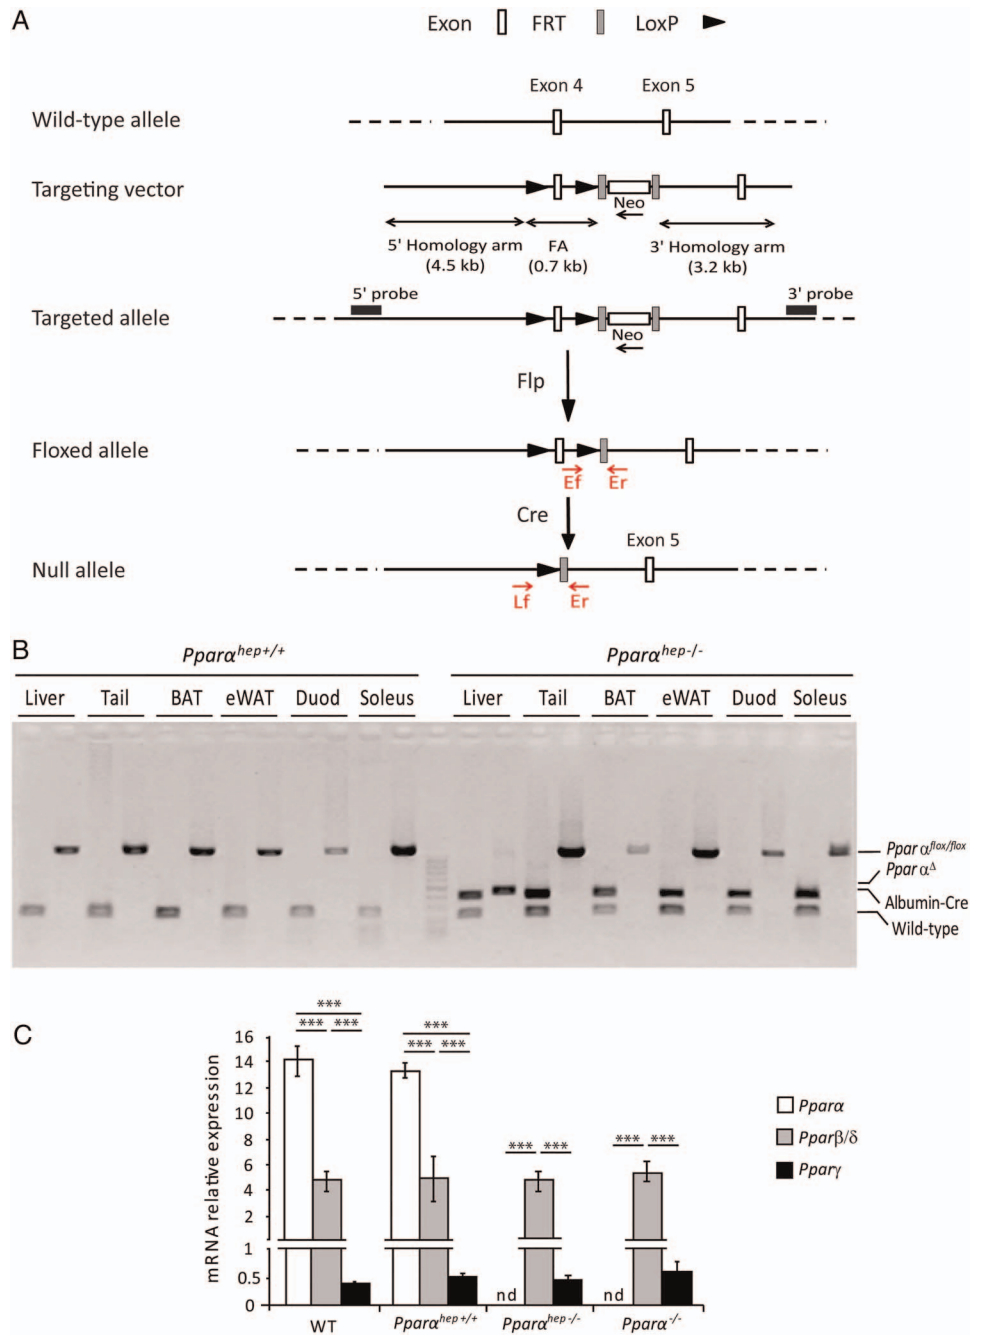 A
Exon FRT LoxP
Exon 4 Exon 5
Wild-type allele
Targeting vector
Neo
5' Homology arm FA 3' Homology arm
(4.5 kb) (0.7 kb) (3.2 kb)
5' probe 3' probe
Targeted allele
Neo
Flp
Floxed allele
Ef Er
Cre
Exon 5
Null allele
Lf Er
B
Pparα^hep+/+ Pparα^hep-/-
Liver Tail BAT eWAT Duod Soleus Liver Tail BAT eWAT Duod Soleus
Ppar α^flox/flox
Ppar α^Δ
Albumin-Cre
Wild-type
C
*** ***
*** *** *** ***
*** *** *** ***
mRNA relative expression
16
14
12
10
8
6
4
2
1
0.5
0
nd nd
Pparα
Pparβ/δ
Pparγ
WT Pparα^hep+/+ Pparα^hep-/- Pparα^-/-